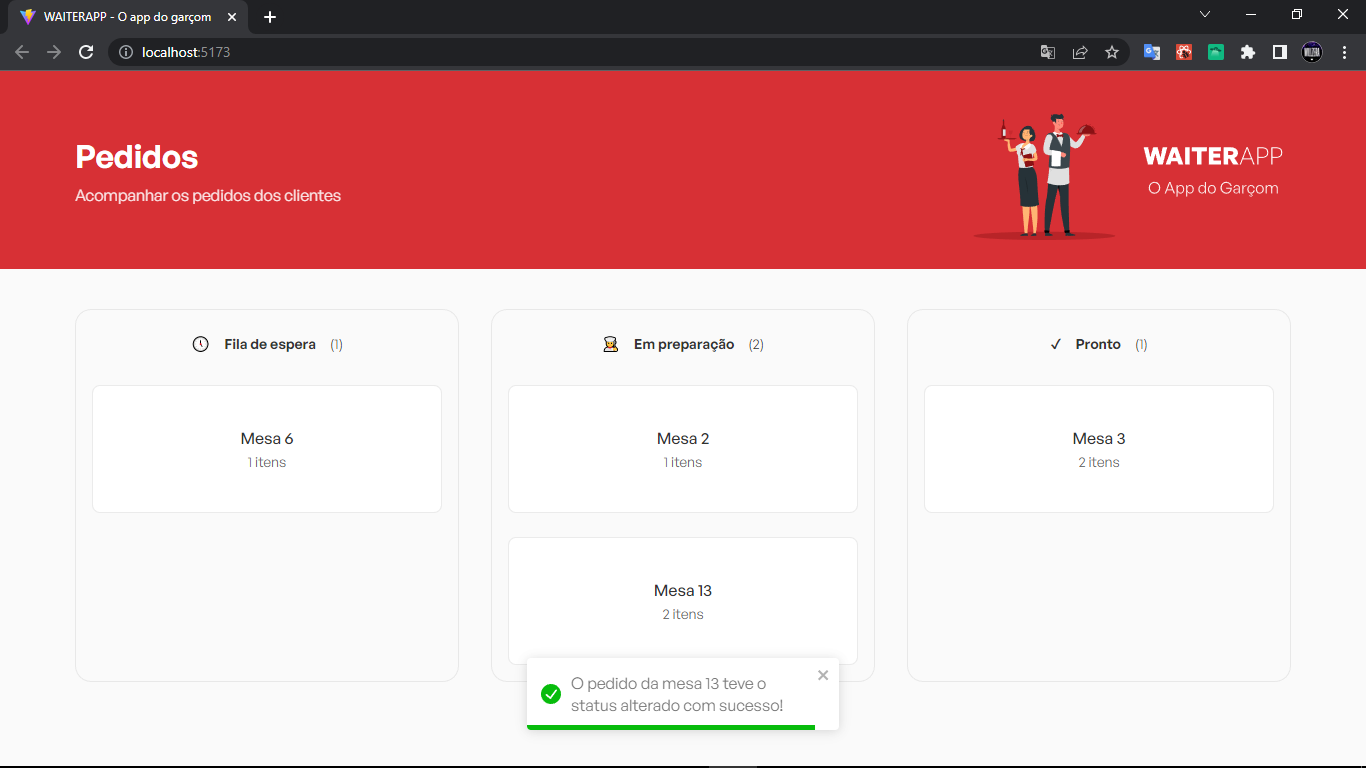 WAITERAPP - O app do garçom
localhost:5173
Pedidos
Acompanhar os pedidos dos clientes
WAITERAPP
O App do Garçom
Fila de espera (1)
Mesa 6
1 itens
Em preparação (2)
Mesa 2
1 itens
Mesa 13
2 itens
Pronto (1)
Mesa 3
2 itens
O pedido da mesa 13 teve o
status alterado com sucesso!